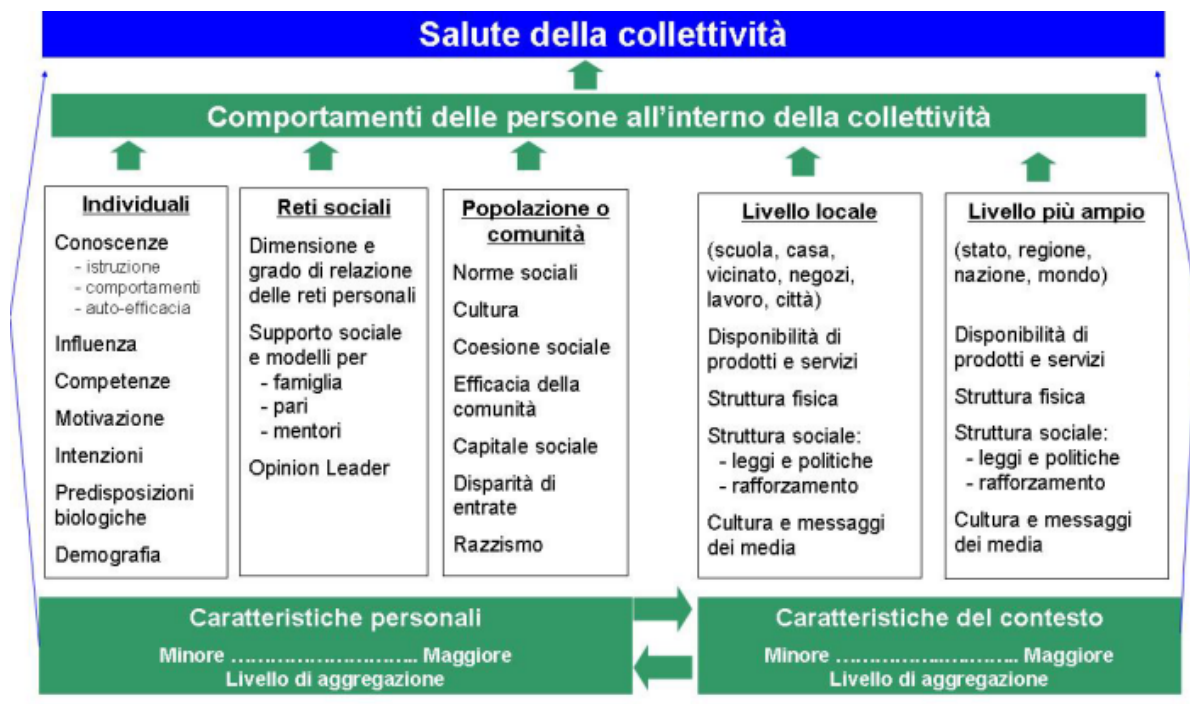 Salute della collettività
Comportamenti delle persone all'interno della collettività
Individuali
Conoscenze
- istruzione
- comportamenti
- auto-efficacia
Influenza
Competenze
Motivazione
Intenzioni
Predisposizioni
biologiche
Demografia
Reti sociali
Dimensione e
grado di relazione
delle reti personali
Supporto sociale
e modelli per
- famiglia
- pari
- mentori
Opinion Leader
Popolazione o
comunità
Norme sociali
Cultura
Coesione sociale
Efficacia della
comunità
Capitale sociale
Disparità di
entrate
Razzismo
Livello locale
(scuola, casa,
vicinato, negozi,
lavoro, città)
Disponibilità di
prodotti e servizi
Struttura fisica
Struttura sociale:
- leggi e politiche
- rafforzamento
Cultura e messaggi
dei media
Livello più ampio
(stato, regione,
nazione, mondo)
Disponibilità di
prodotti e servizi
Struttura fisica
Struttura sociale:
- leggi e politiche
- rafforzamento
Cultura e messaggi
dei media
Caratteristiche personali
Minore ................................ Maggiore
Livello di aggregazione
Caratteristiche del contesto
Minore ................................ Maggiore
Livello di aggregazione